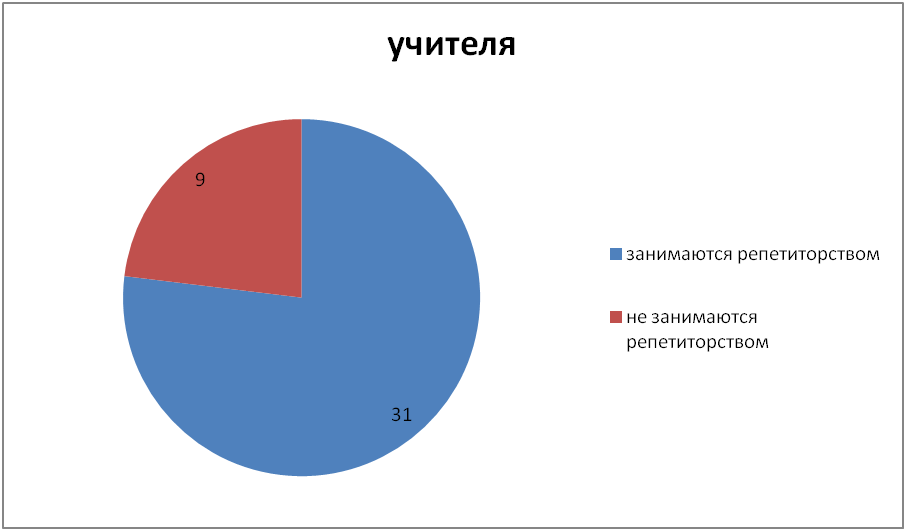 учителя
9
занимаются репетиторством
не занимаются
репетиторством
31